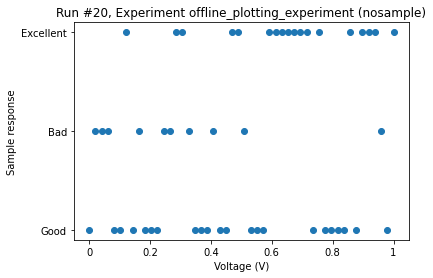 Run #20, Experiment offline_plotting_experiment (nosample)
Excellent
Bad
Good
Sample response
0
0.2
0.4
0.6
0.8
1
Voltage (V)